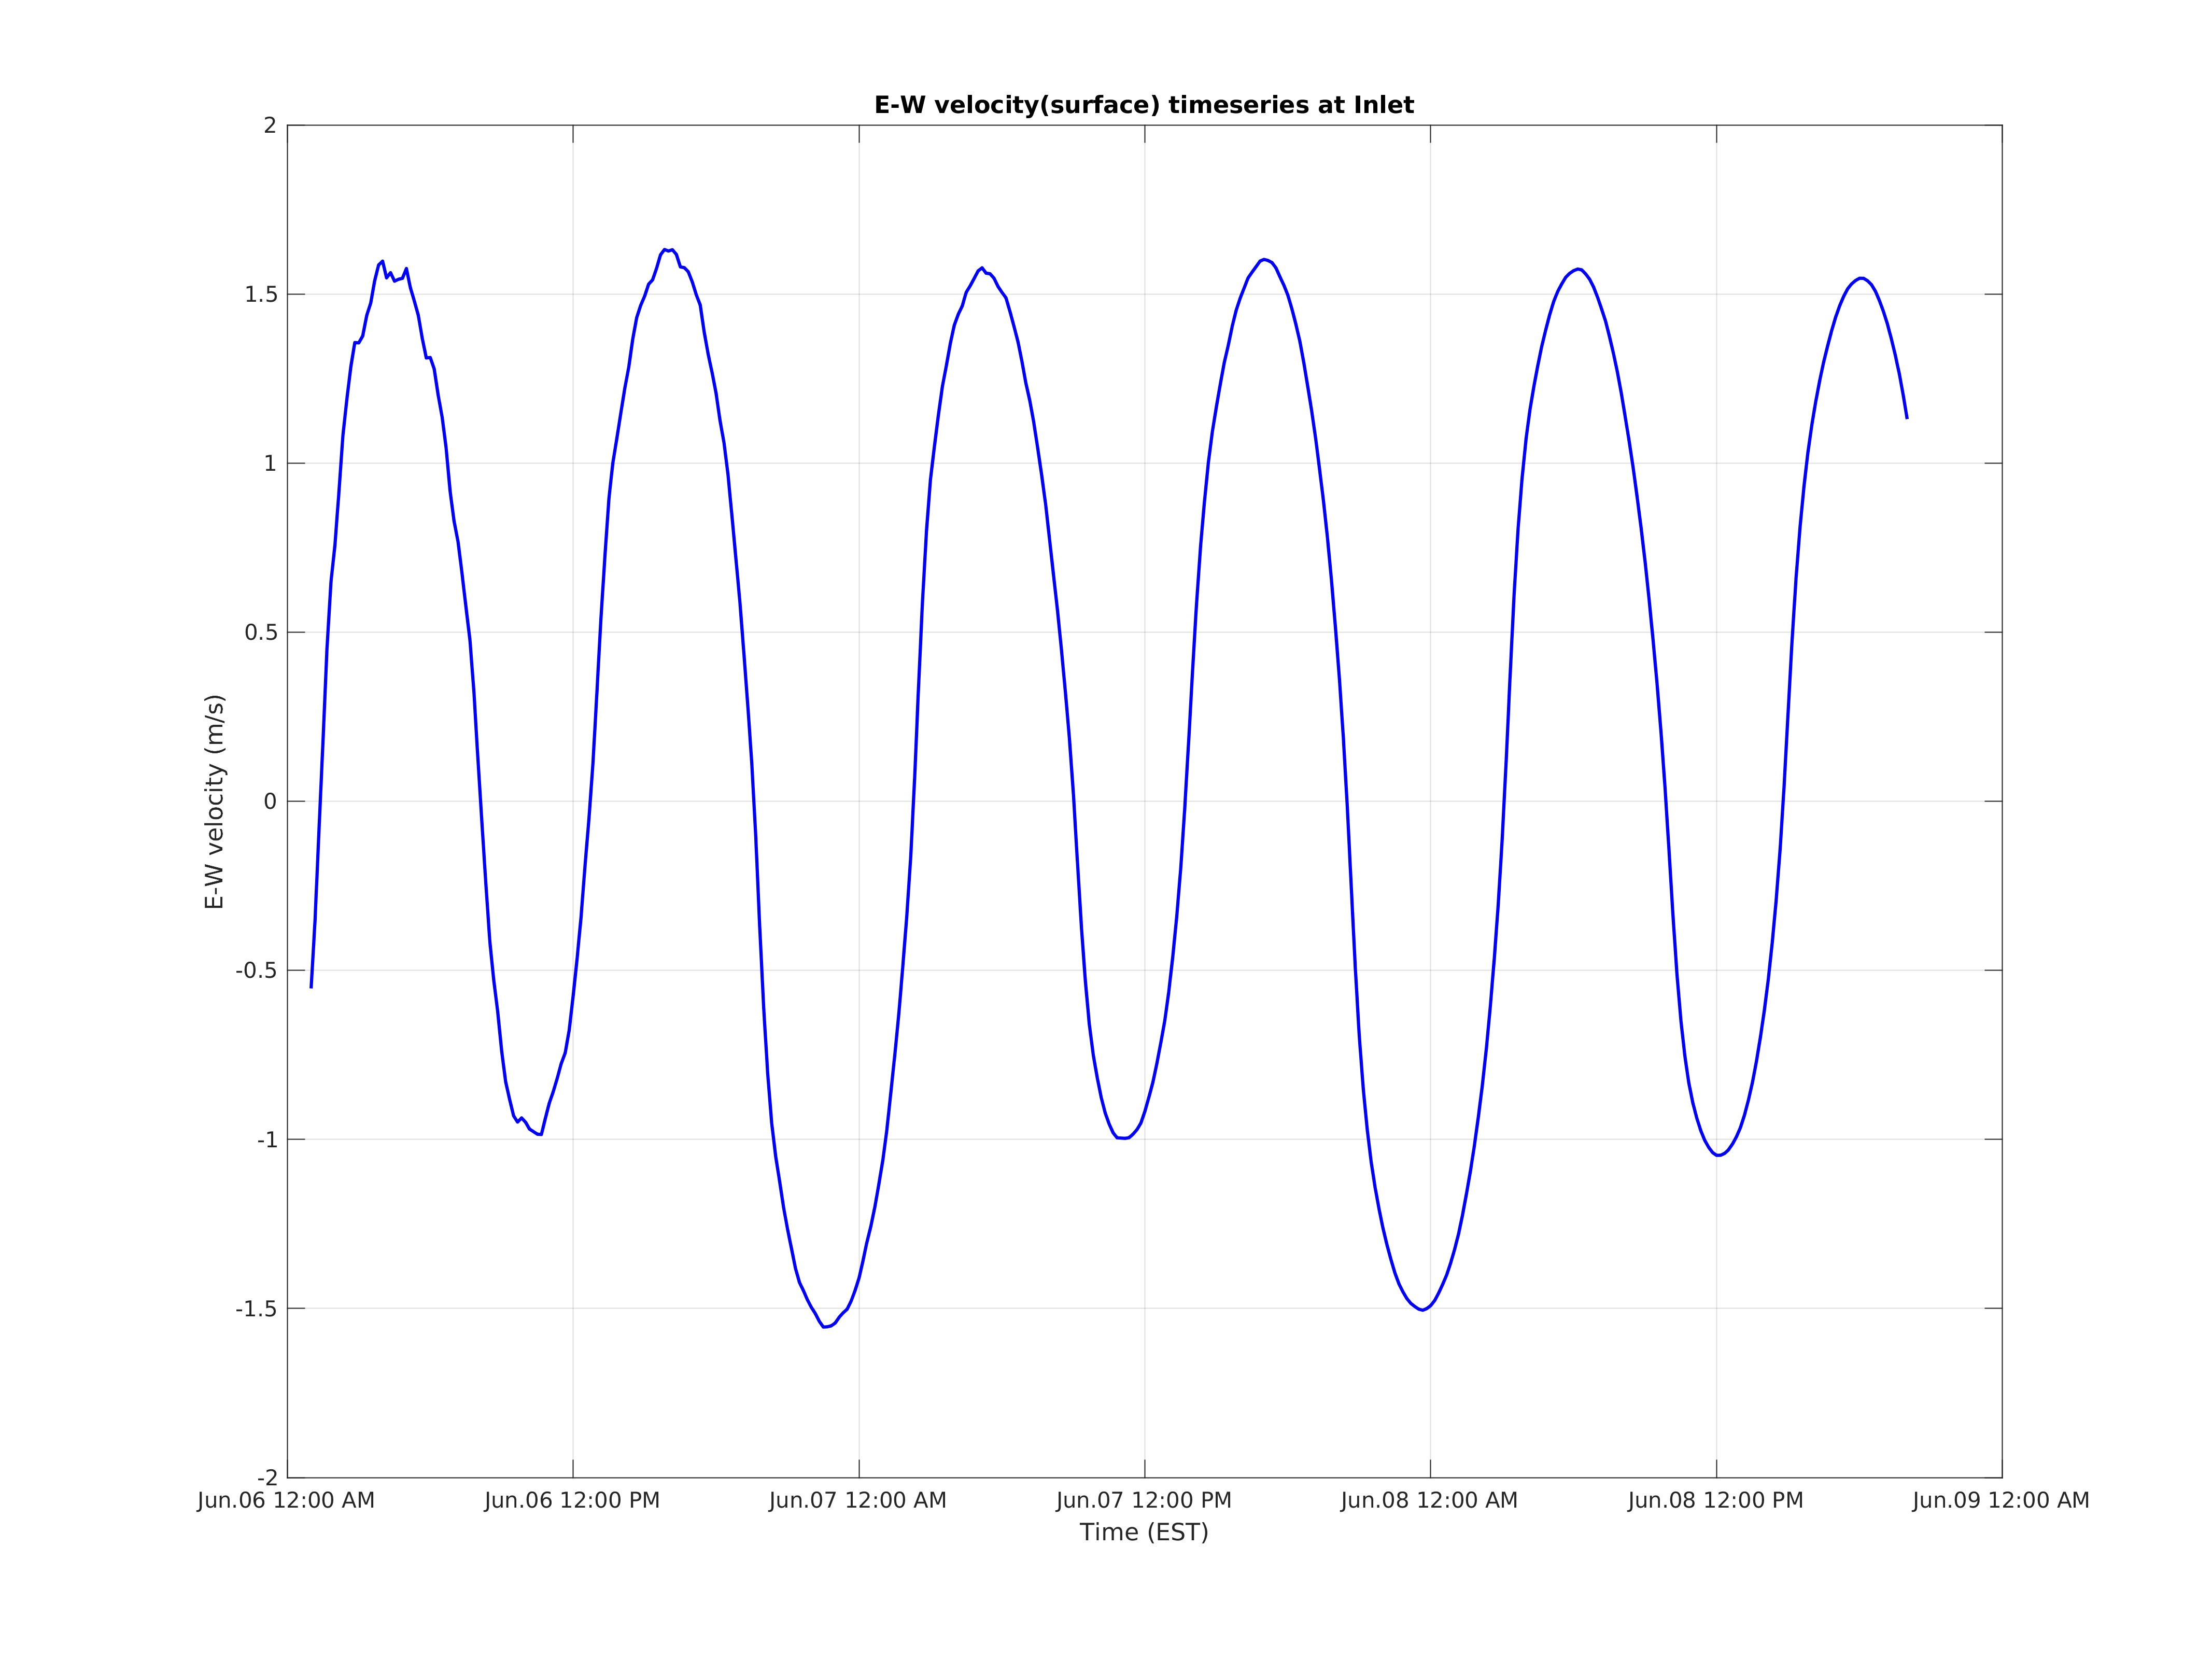 E-W velocity(surface) timeseries at Inlet
2
1.5
1
0.5
0
-0.5
-1
-1.5
-2
E-W velocity (m/s)
Jun.06 12:00 AM Jun.06 12:00 PM Jun.07 12:00 AM Jun.07 12:00 PM Jun.08 12:00 AM Jun.08 12:00 PM Jun.09 12:00 AM
Time (EST)